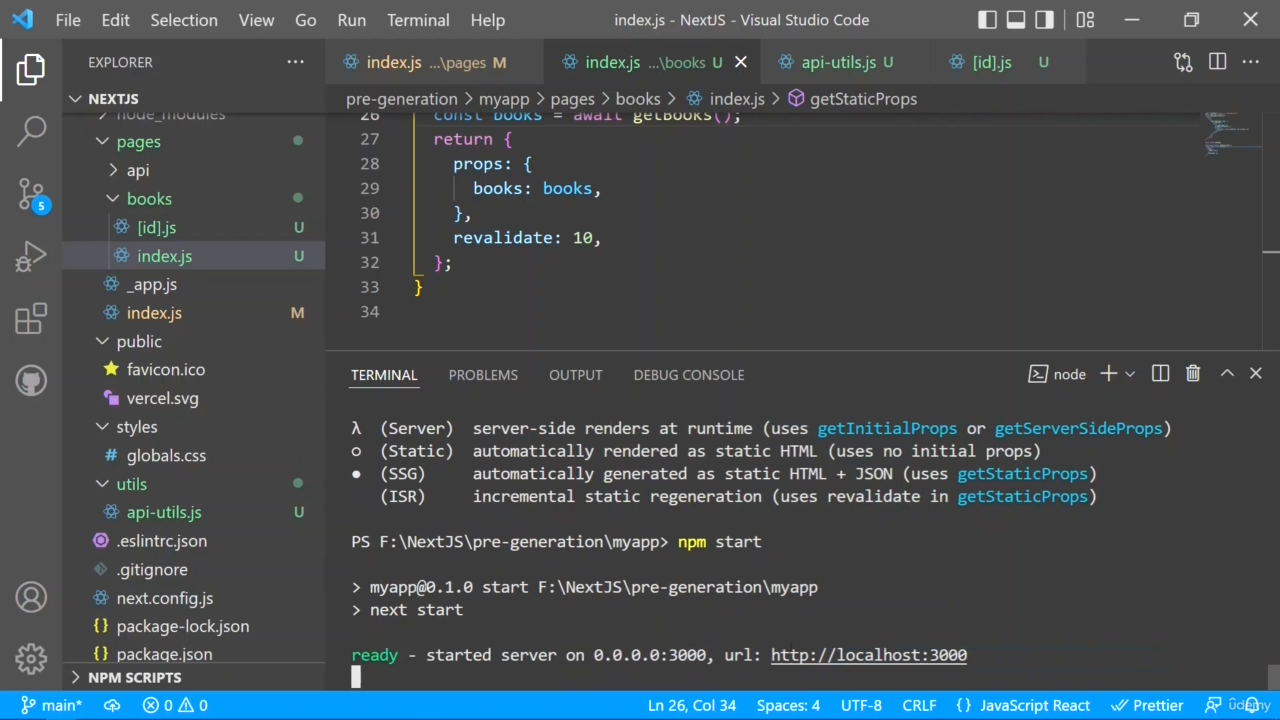 File Edit Selection View Go Run Terminal Help index.js - NextJS - Visual Studio Code
EXPLORER
index.js ...\pages M
index.js ...\books U
api-utils.js U
[id].js U
NEXTJS
pre-generation > myapp > pages > books > index.js > getStaticProps
node_modules
pages
api
books
[id].js U
index.js U
_app.js
index.js M
public
favicon.ico
vercel.svg
styles
globals.css
utils
api-utils.js U
.eslintrc.json
.gitignore
next.config.js
package-lock.json
package.json
NPM SCRIPTS
5
26 const books = await getBooks();
27 return {
28 props: {
29 books: books,
30 },
31 revalidate: 10,
32 };
33 }
34
TERMINAL PROBLEMS OUTPUT DEBUG CONSOLE node
λ (Server) server-side renders at runtime (uses getInitialProps or getServerSideProps)
○ (Static) automatically rendered as static HTML (uses no initial props)
● (SSG) automatically generated as static HTML + JSON (uses getStaticProps)
(ISR) incremental static regeneration (uses revalidate in getStaticProps)
PS F:\NextJS\pre-generation\myapp> npm start
> myapp@0.1.0 start F:\NextJS\pre-generation\myapp
> next start
ready - started server on 0.0.0.0:3000, url: http://localhost:3000
main* 0 0 Ln 26, Col 34 Spaces: 4 UTF-8 CRLF {} JavaScript React Prettier
udemy